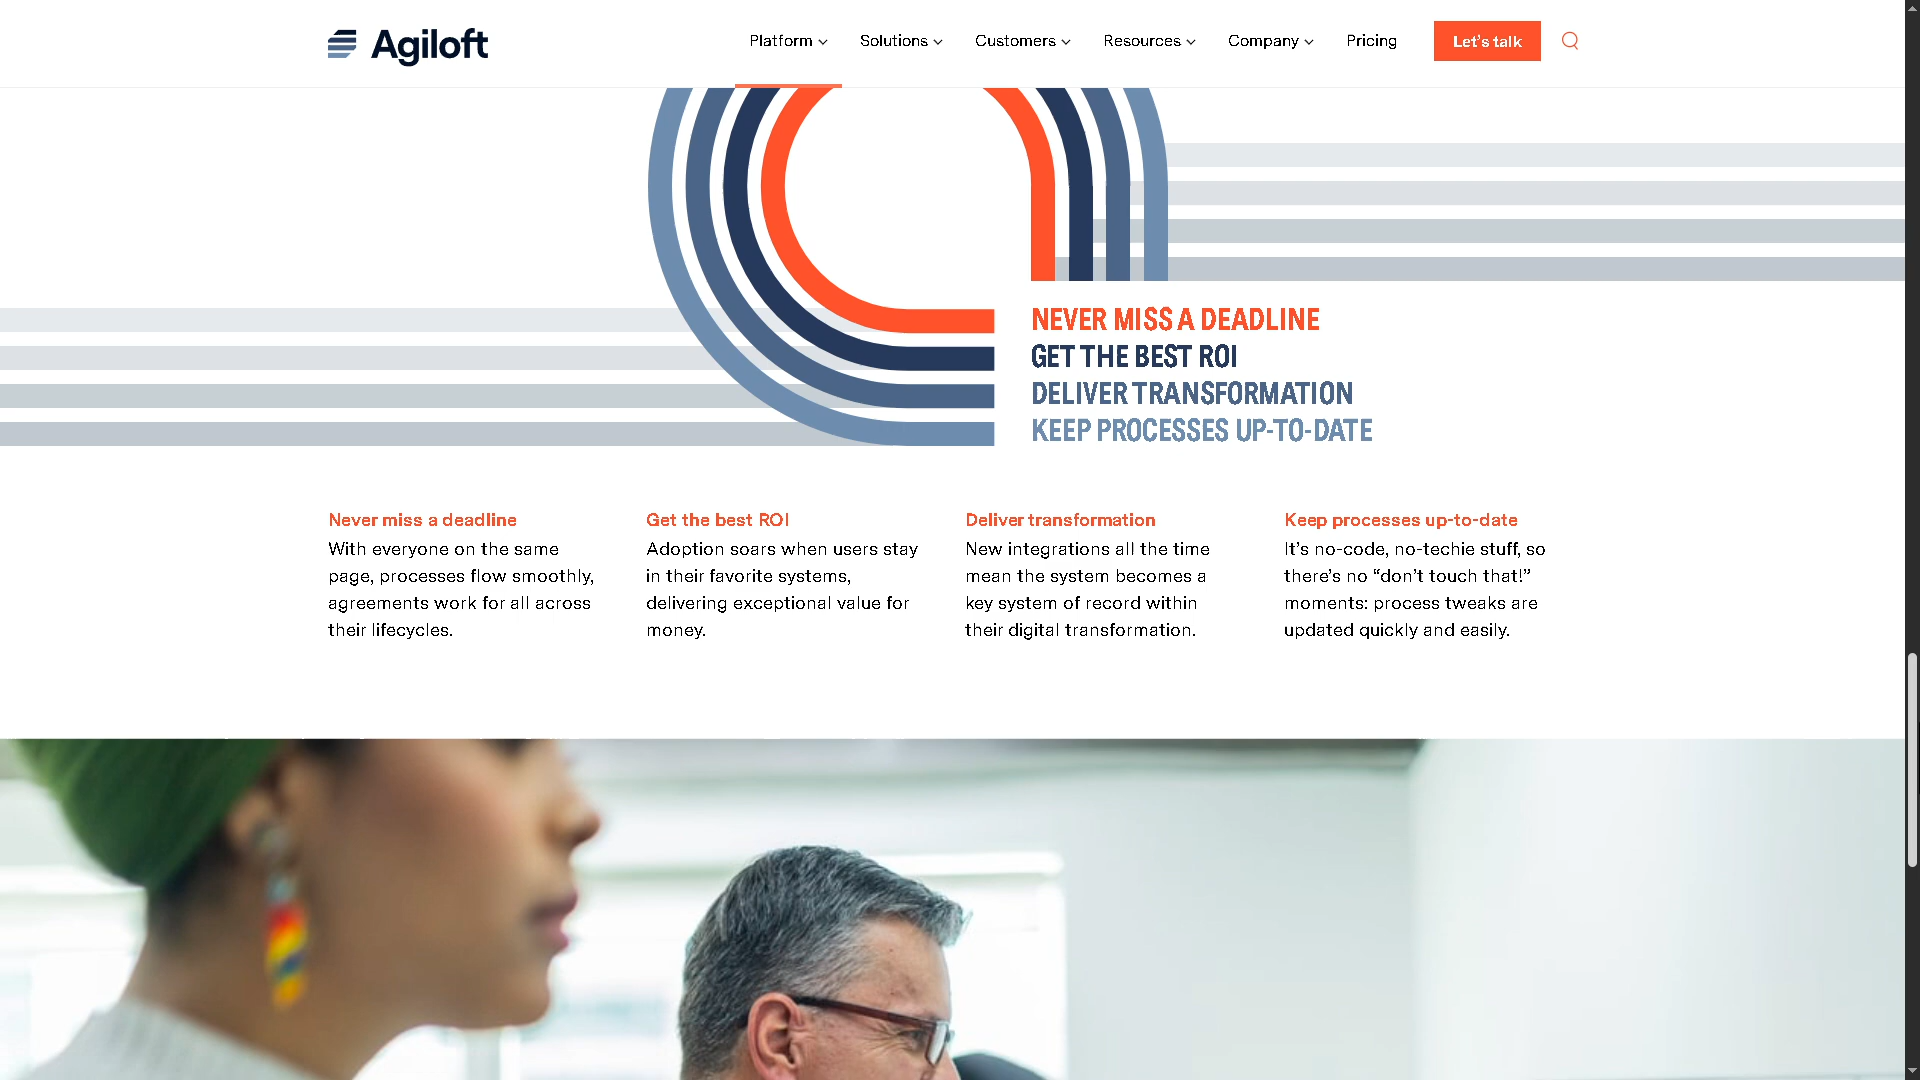 Agiloft
Platform
Solutions
Customers
Resources
Company
Pricing
Let's talk
NEVER MISS A DEADLINE
GET THE BEST ROI
DELIVER TRANSFORMATION
KEEP PROCESSES UP-TO-DATE
Never miss a deadline
With everyone on the same
page, processes flow smoothly,
agreements work for all across
their lifecycles.
Get the best ROI
Adoption soars when users stay
in their favorite systems,
delivering exceptional value for
money.
Deliver transformation
New integrations all the time
mean the system becomes a
key system of record within
their digital transformation.
Keep processes up-to-date
It’s no-code, no-techie stuff, so
there’s no “don’t touch that!”
moments: process tweaks are
updated quickly and easily.